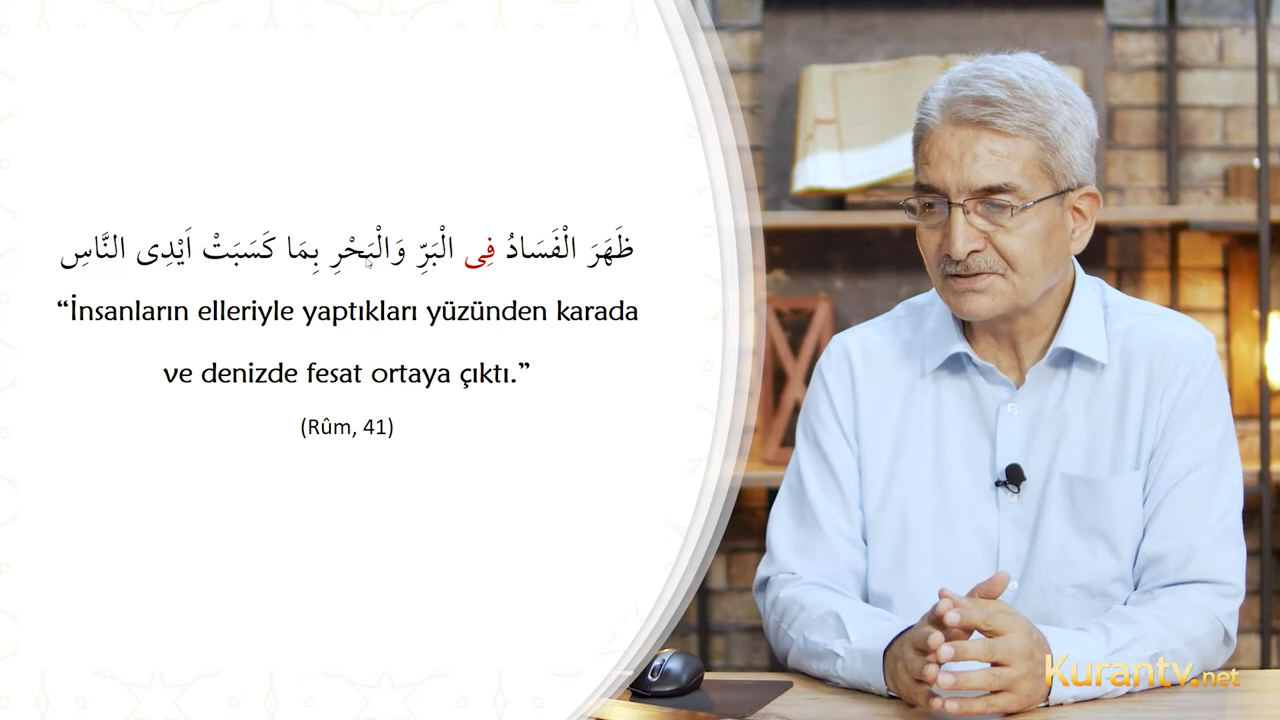 ظَهَرَ الْفَسَادُ فِى الْبَرِّ وَالْبَحْرِ بِمَا كَسَبَتْ اَيْدِى النَّاسِ
“İnsanların elleriyle yaptıkları yüzünden karada
ve denizde fesat ortaya çıktı.”
(Rûm, 41)
Kurantv.net